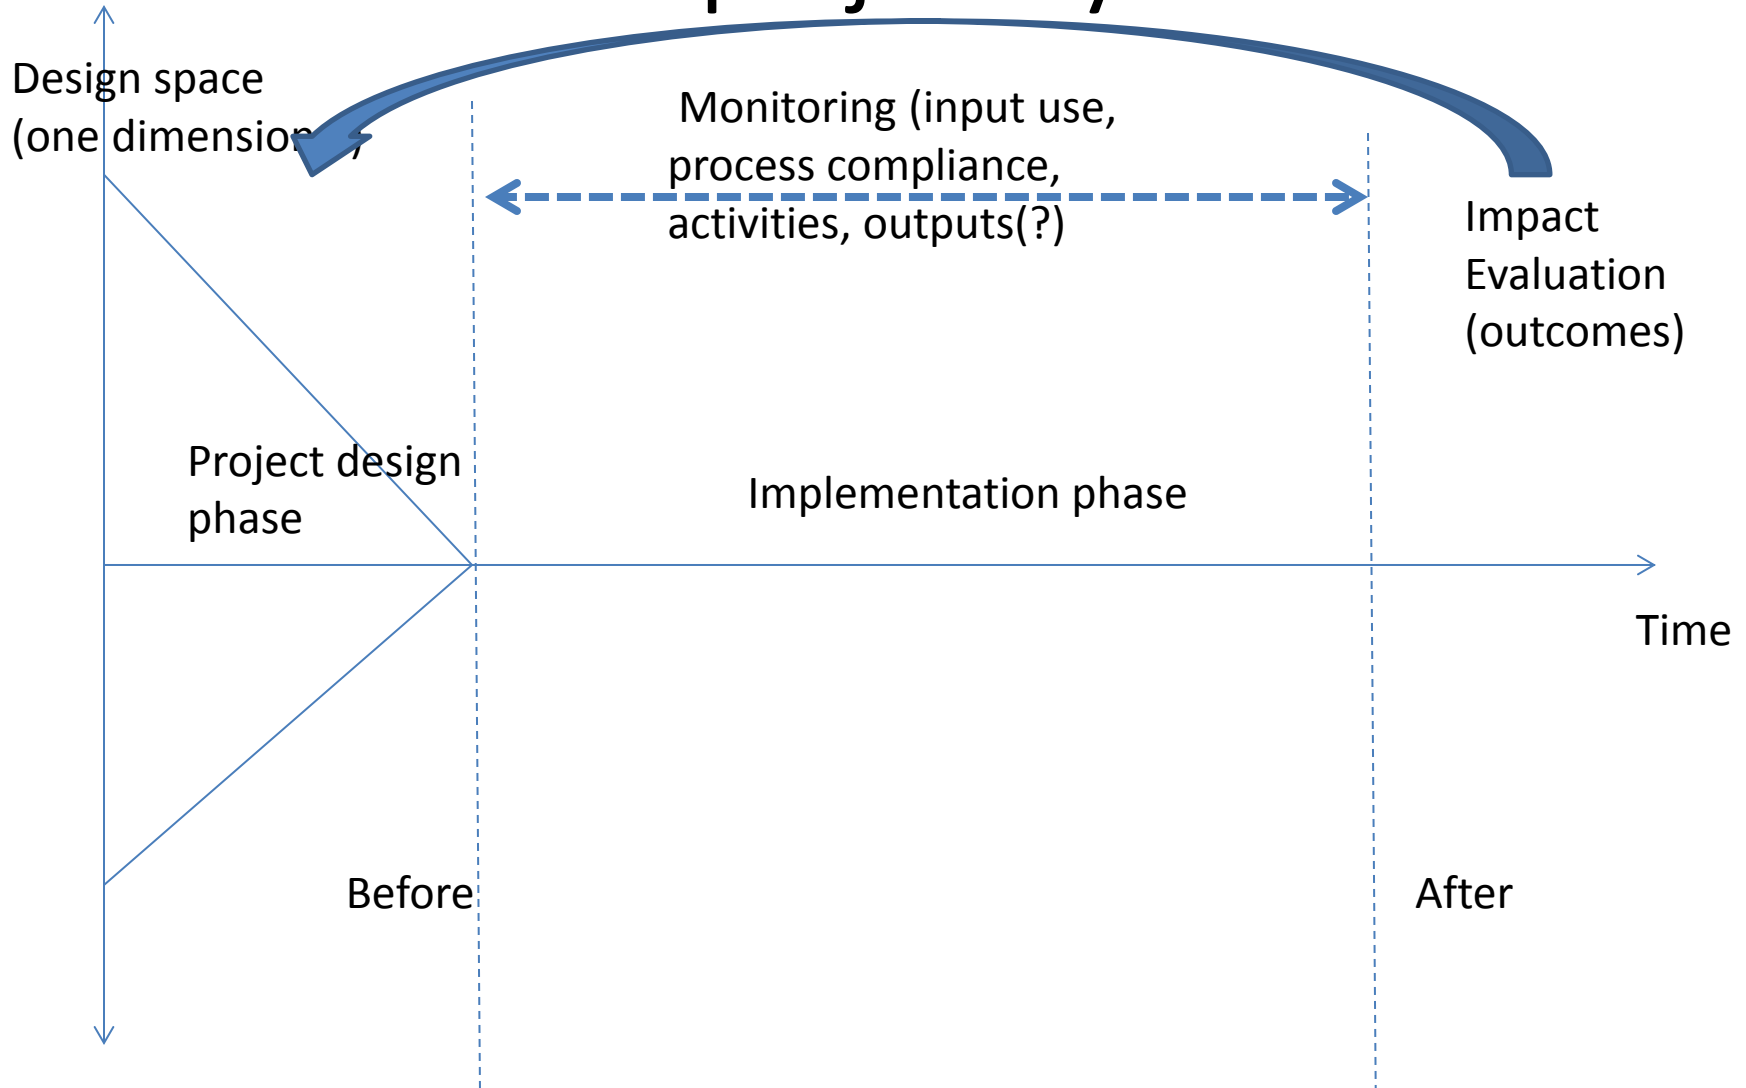 Design space
(one dimension
Monitoring (input use,
process compliance,
activities, outputs(?)
Impact
Evaluation
(outcomes)
Project design
phase
Implementation phase
Time
Before
After